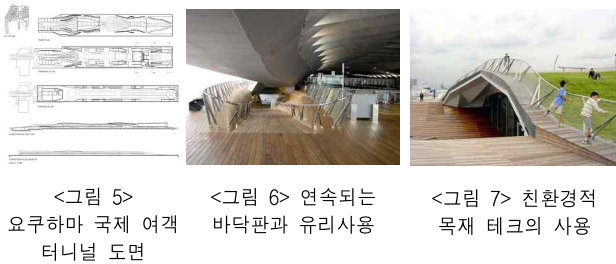 <그림 5>
요쿠하마 국제 여객
터니널 도면
<그림 6> 연속되는
바닥판과 유리사용
<그림 7> 친환경적
목재 테크의 사용